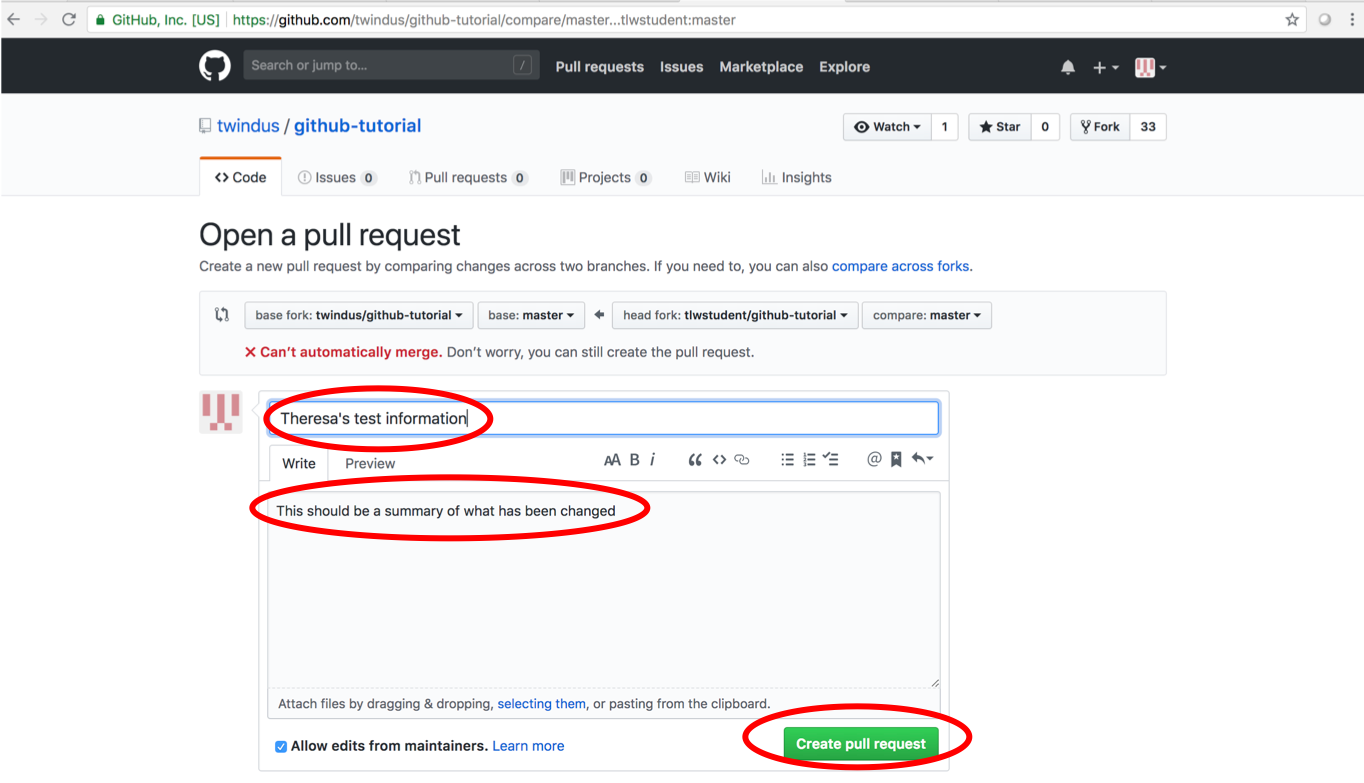 GitHub, Inc. [US] https://github.com/twindus/github-tutorial/compare/master...tlwstudent:master
Search or jump to... / Pull requests Issues Marketplace Explore
twindus / github-tutorial Watch 1 Star 0 Fork 33
Code Issues 0 Pull requests 0 Projects 0 Wiki Insights
Open a pull request
Create a new pull request by comparing changes across two branches. If you need to, you can also compare across forks.
base fork: twindus/github-tutorial base: master head fork: tlwstudent/github-tutorial compare: master
Can't automatically merge. Don't worry, you can still create the pull request.
Theresa's test information
Write Preview AA B i
This should be a summary of what has been changed
Attach files by dragging & dropping, selecting them, or pasting from the clipboard.
Allow edits from maintainers. Learn more Create pull request